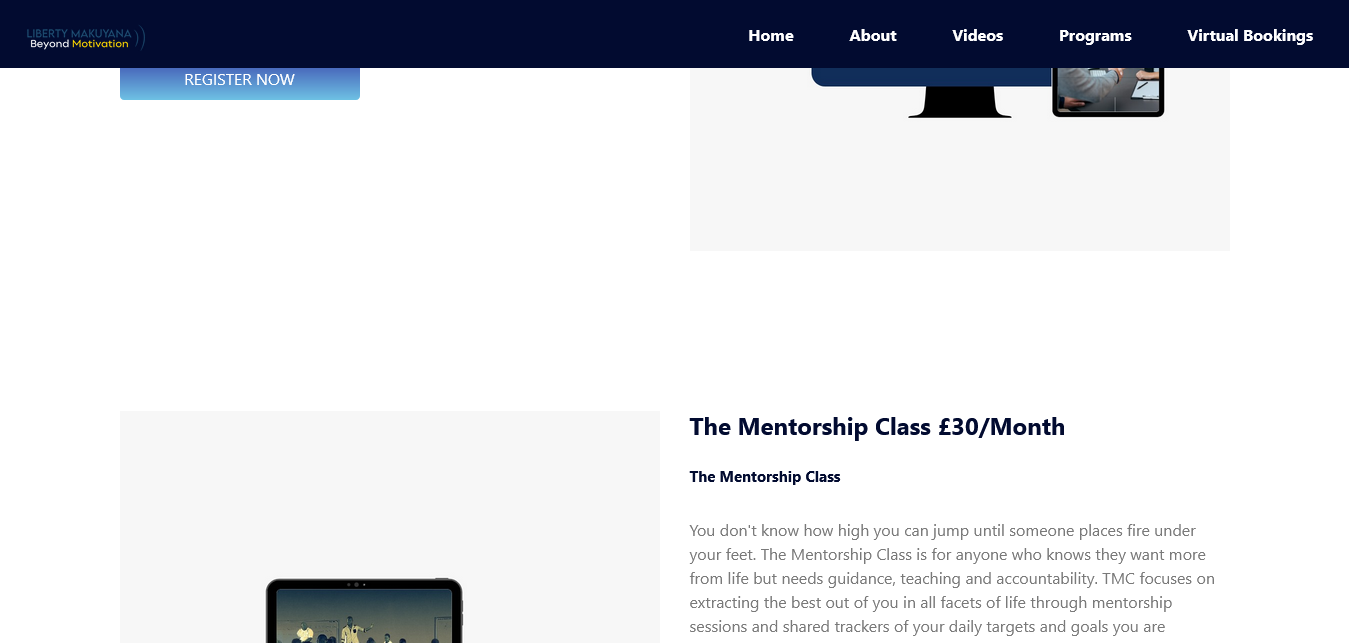 LIBERTY MAKUYANA
Beyond Motivation
Home
About
Videos
Programs
Virtual Bookings
REGISTER NOW
The Mentorship Class £30/Month
The Mentorship Class
You don't know how high you can jump until someone places fire under
your feet. The Mentorship Class is for anyone who knows they want more
from life but needs guidance, teaching and accountability. TMC focuses on
extracting the best out of you in all facets of life through mentorship
sessions and shared trackers of your daily targets and goals you are